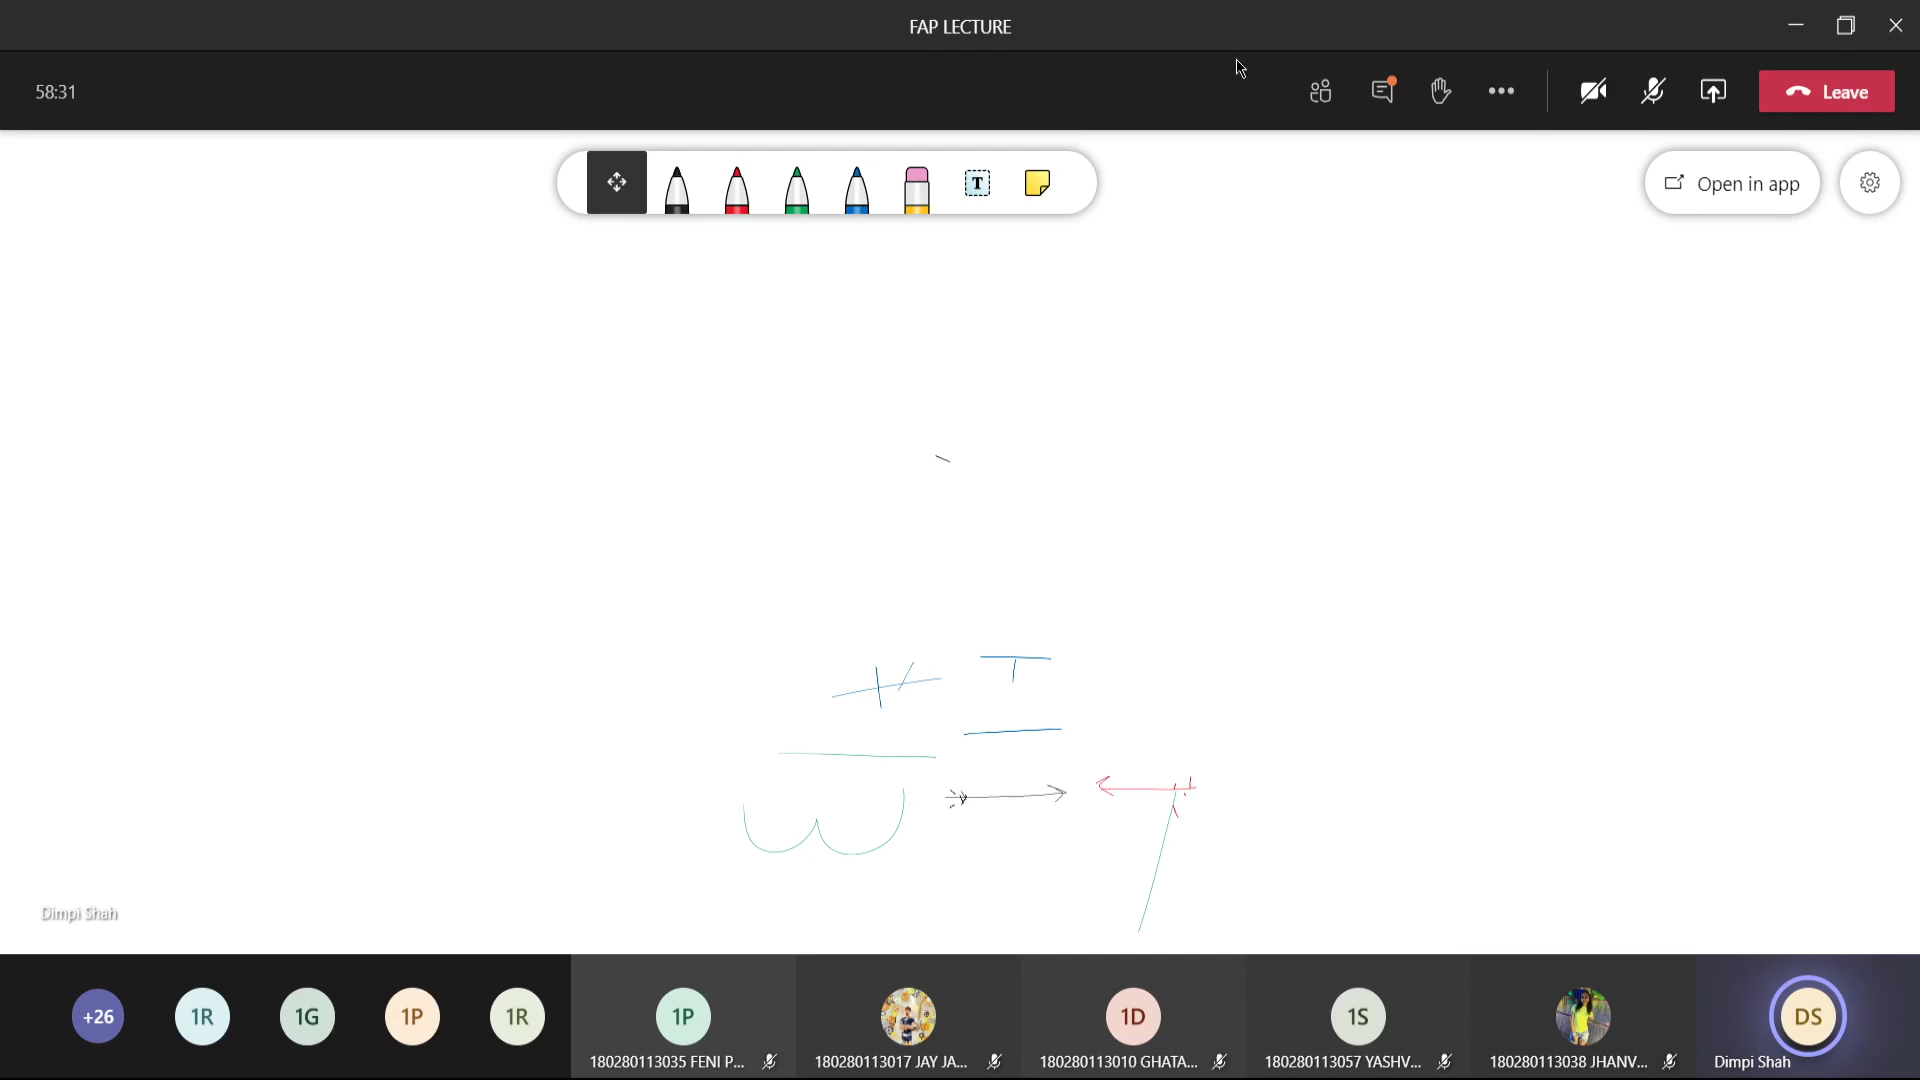 FAP LECTURE
58:31
Leave
T
Open in app
Dimpi Shah
+26
1R
1G
1P
1R
1P
1D
1S
DS
180280113035 FENI P...
180280113017 JAY JA...
180280113010 GHATA...
180280113057 YASHV...
180280113038 JHANV...
Dimpi Shah